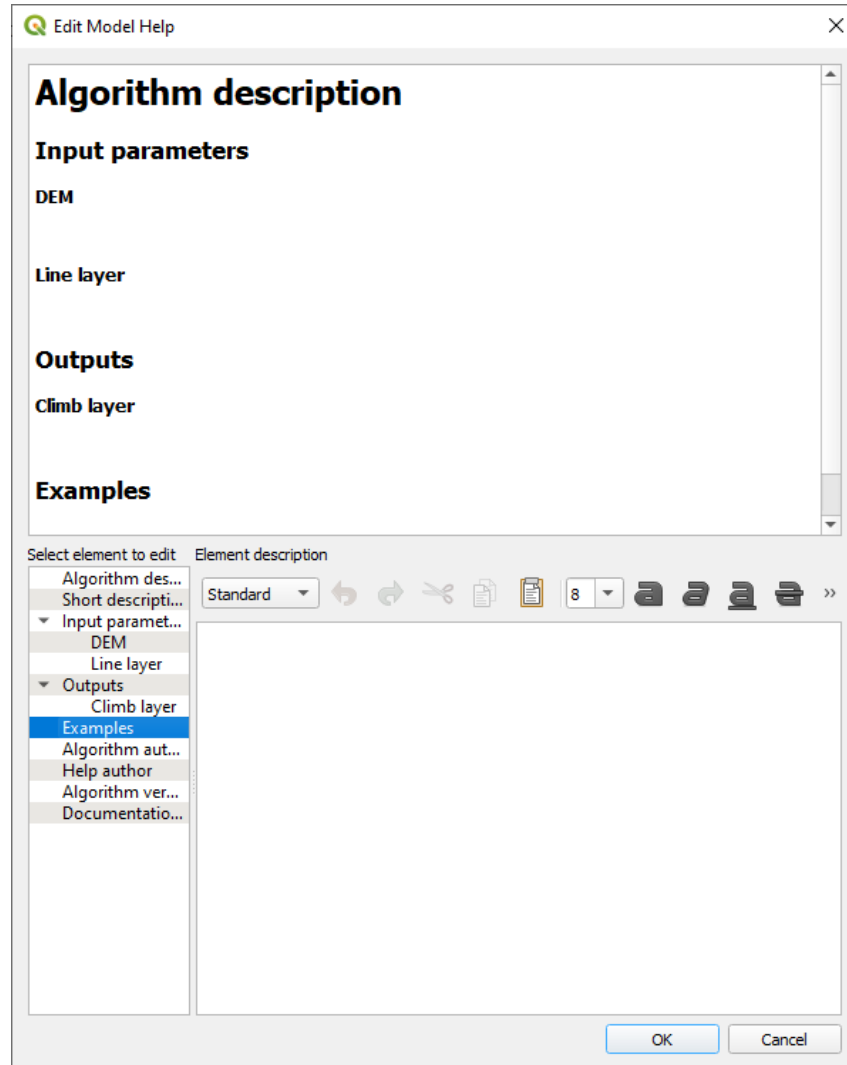 Edit Model Help
Algorithm description
Input parameters
DEM
Line layer
Outputs
Climb layer
Examples
Select element to edit Element description
Algorithm des...
Short descripti...
Input paramet...
DEM
Line layer
Outputs
Climb layer
Examples
Algorithm aut...
Help author
Algorithm ver...
Documentatio...
Standard 8 a a a a »
OK Cancel